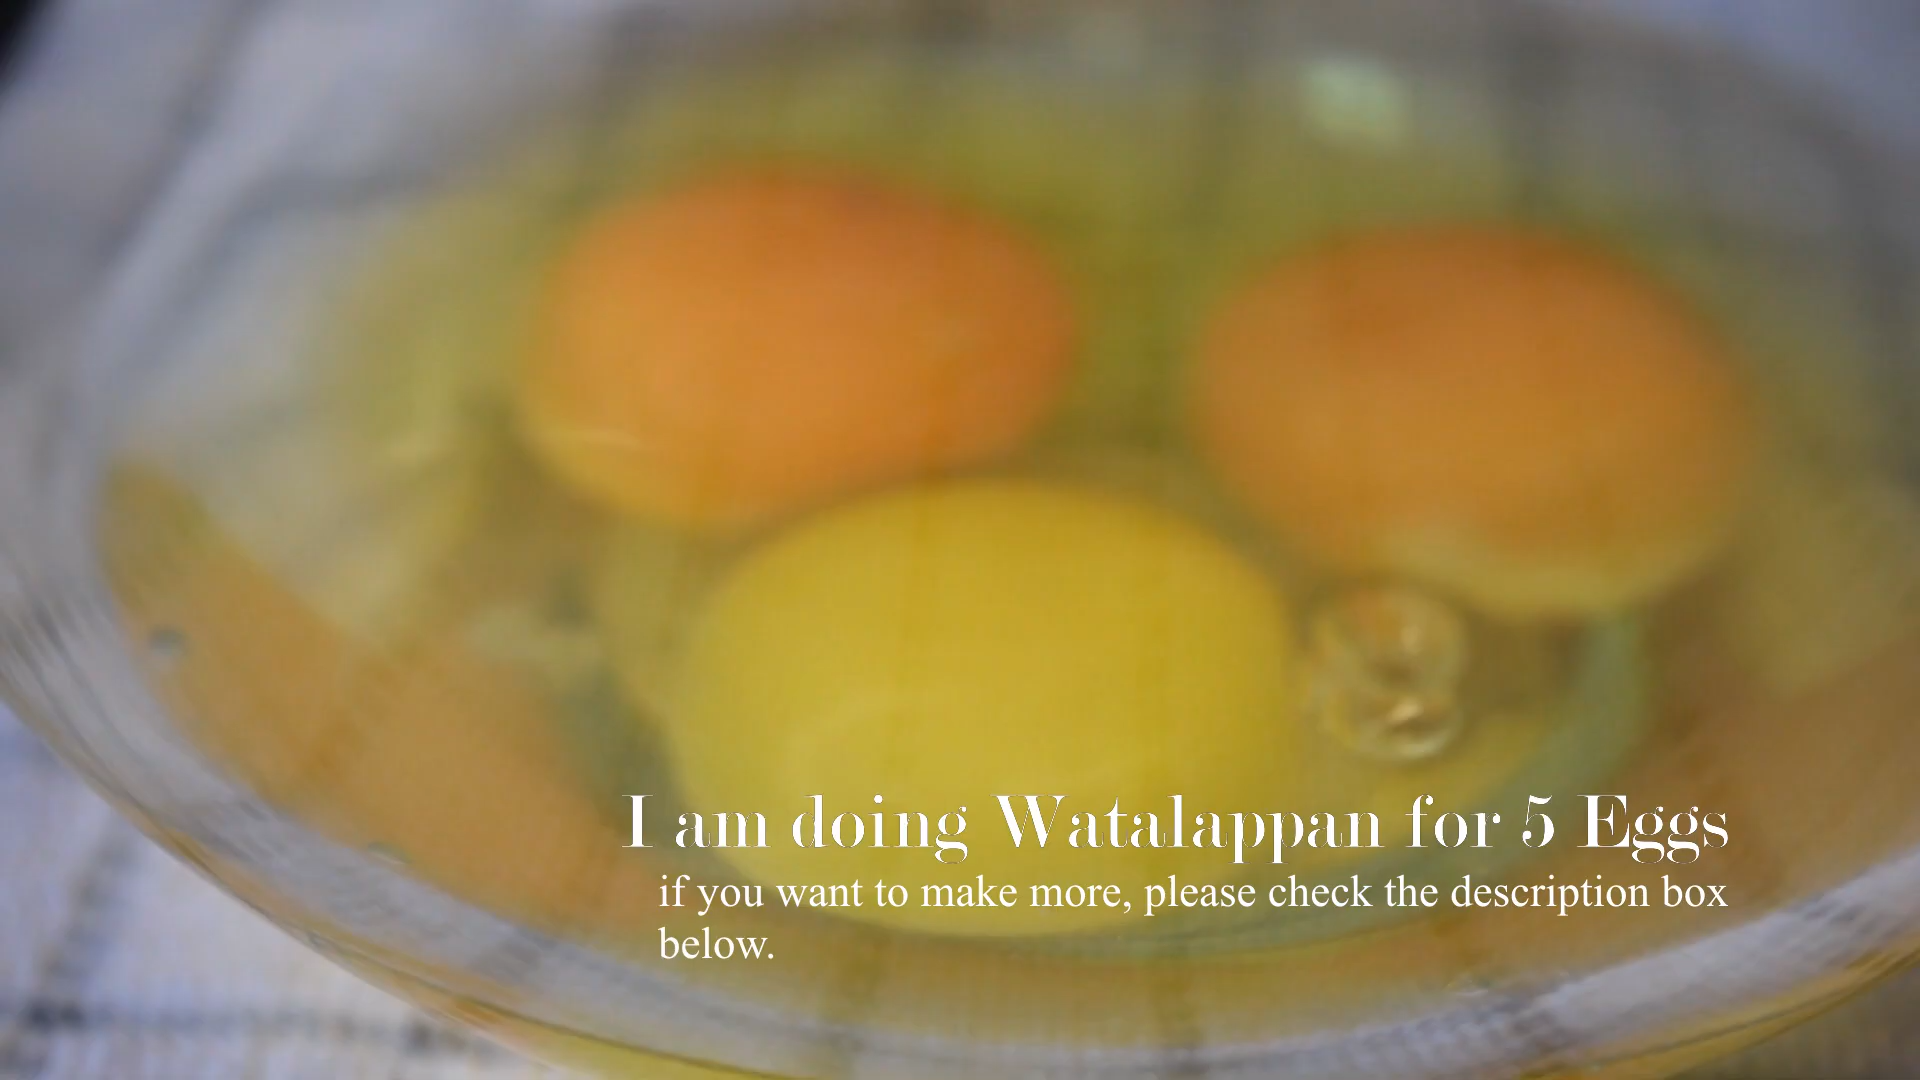 I am doing Watalappan for 5 Eggs
if you want to make more, please check the description box
below.